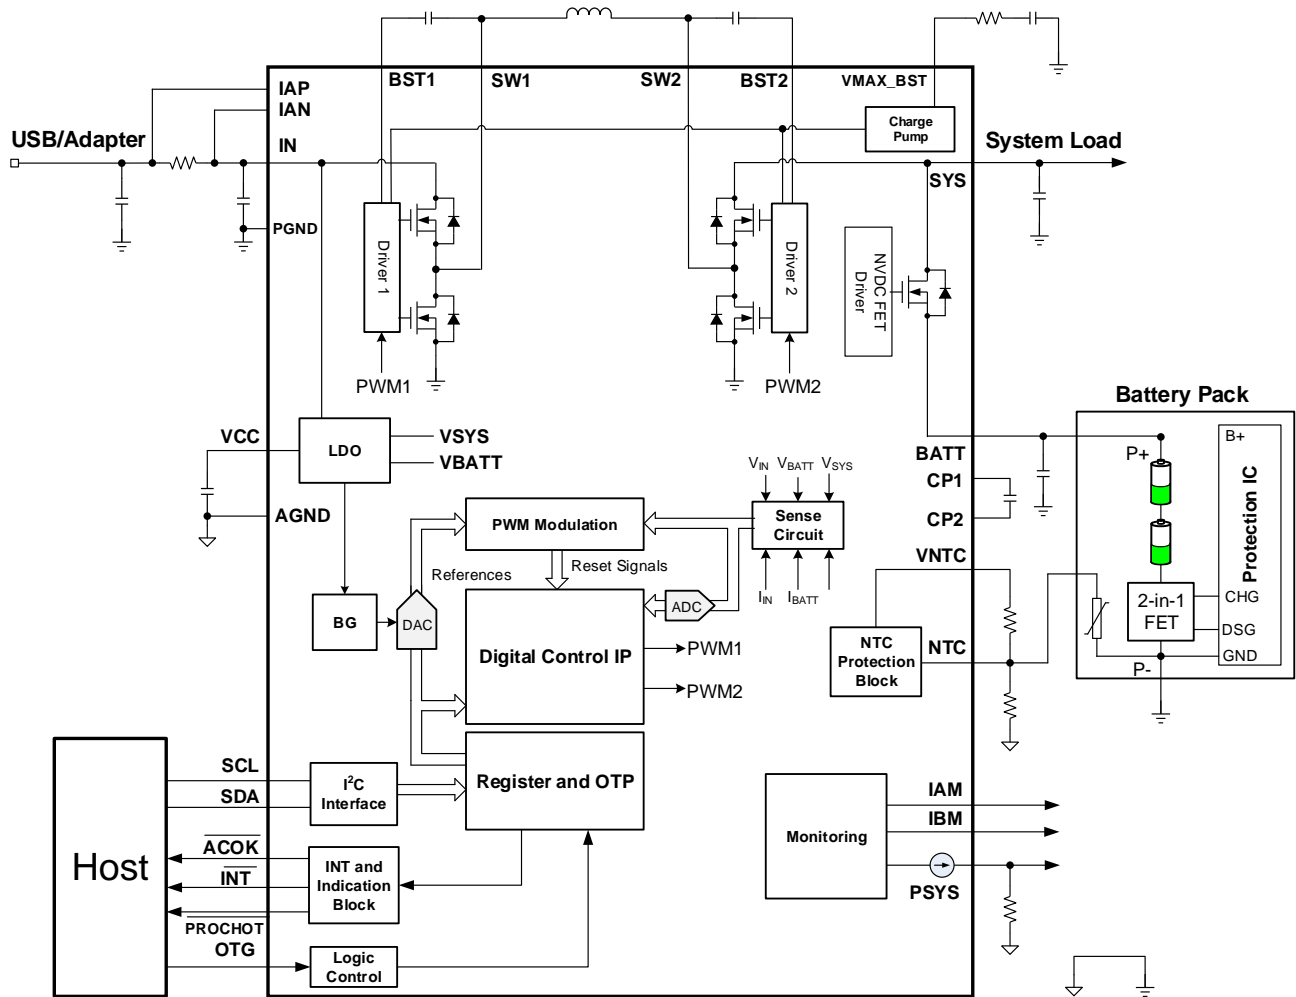 BST1
SW1
SW2
BST2
VMAX_BST
IAP
IAN
USB/Adapter
IN
Charge
Pump
System Load
SYS
PGND
Driver 1
Driver 2
NVDC FET
Driver
PWM1
PWM2
Battery Pack
VCC
LDO
VSYS
VBATT
BATT
CP1
CP2
B+
P+
Protection IC
VIN
VBATT
VSYS
AGND
PWM Modulation
Sense
Circuit
References
Reset Signals
IIN
IBATT
VNTC
BG
DAC
ADC
Digital Control IP
PWM1
PWM2
NTC
Protection
Block
NTC
2-in-1
FET
CHG
DSG
GND
P-
Host
SCL
SDA
I2C
Interface
Register and OTP
ACOK
INT
PROCHOT
OTG
INT and
Indication
Block
Logic
Control
Monitoring
IAM
IBM
PSYS